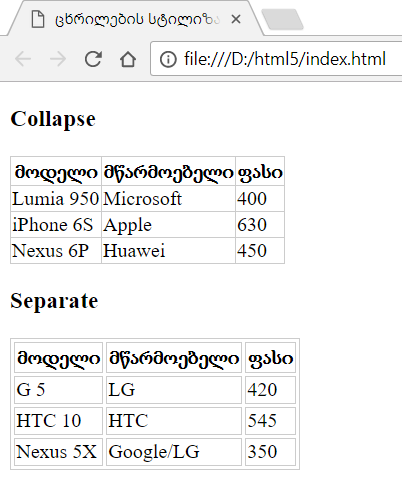 ცხრილების სტილიზა
file:///D:/html5/index.html
Collapse
მოდელი მწარმოებელი ფასი
Lumia 950 Microsoft 400
iPhone 6S Apple 630
Nexus 6P Huawei 450
Separate
მოდელი მწარმოებელი ფასი
G 5 LG 420
HTC 10 HTC 545
Nexus 5X Google/LG 350